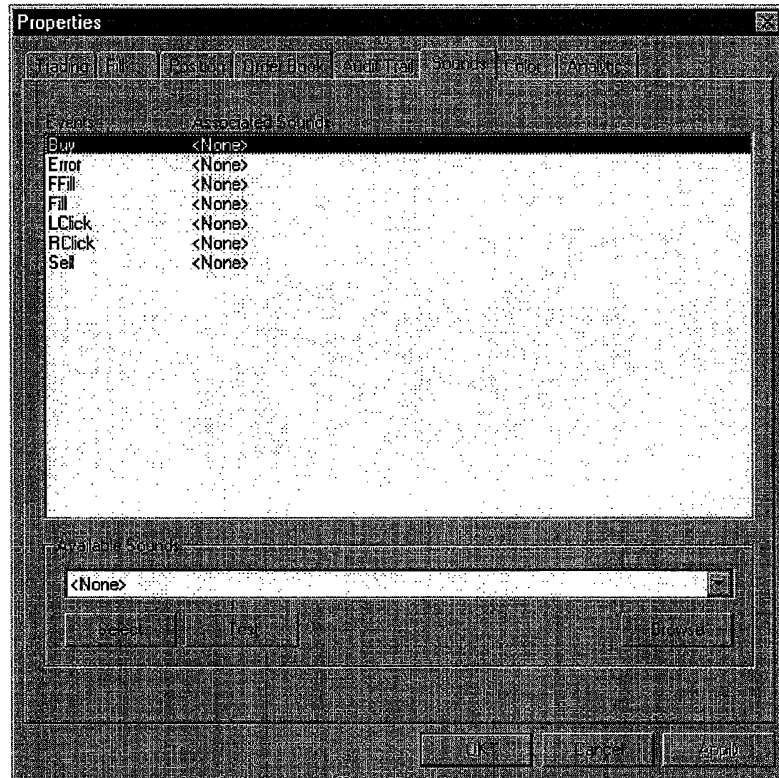 Properties
Trading Fill Position Order Book Audit Trail Sounds Color Analytics
Events Associated Sounds
Buy <None>
Error <None>
FFill <None>
Fill <None>
LClick <None>
RClick <None>
Sell <None>
Available Sounds
<None>
Select Test Browse
OK Cancel Apply